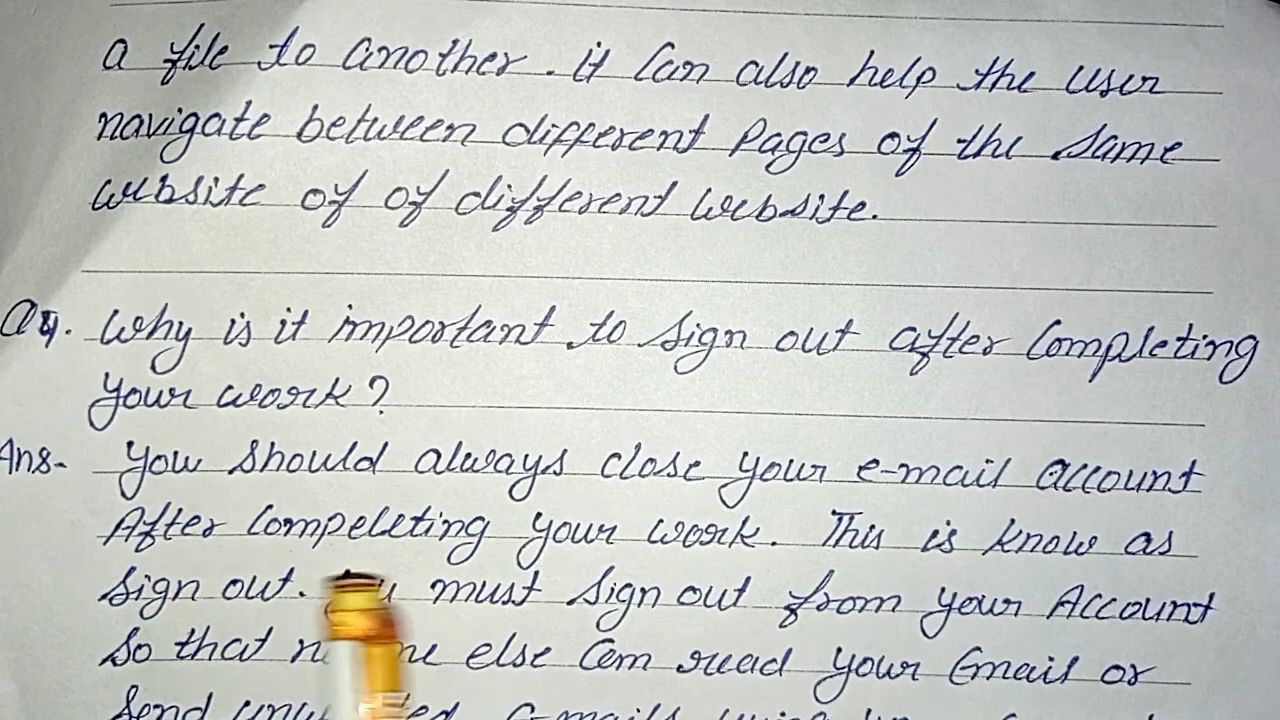 a file to another. it can also help the user
navigate between different Pages of the same
website of of different website.
Q4. Why is it important to sign out after completing
your work?
Ans- You should always close your e-mail account
After compeleting your work. This is know as
sign out. must sign out from your Account
so that else can read your Email or
Send e-mails